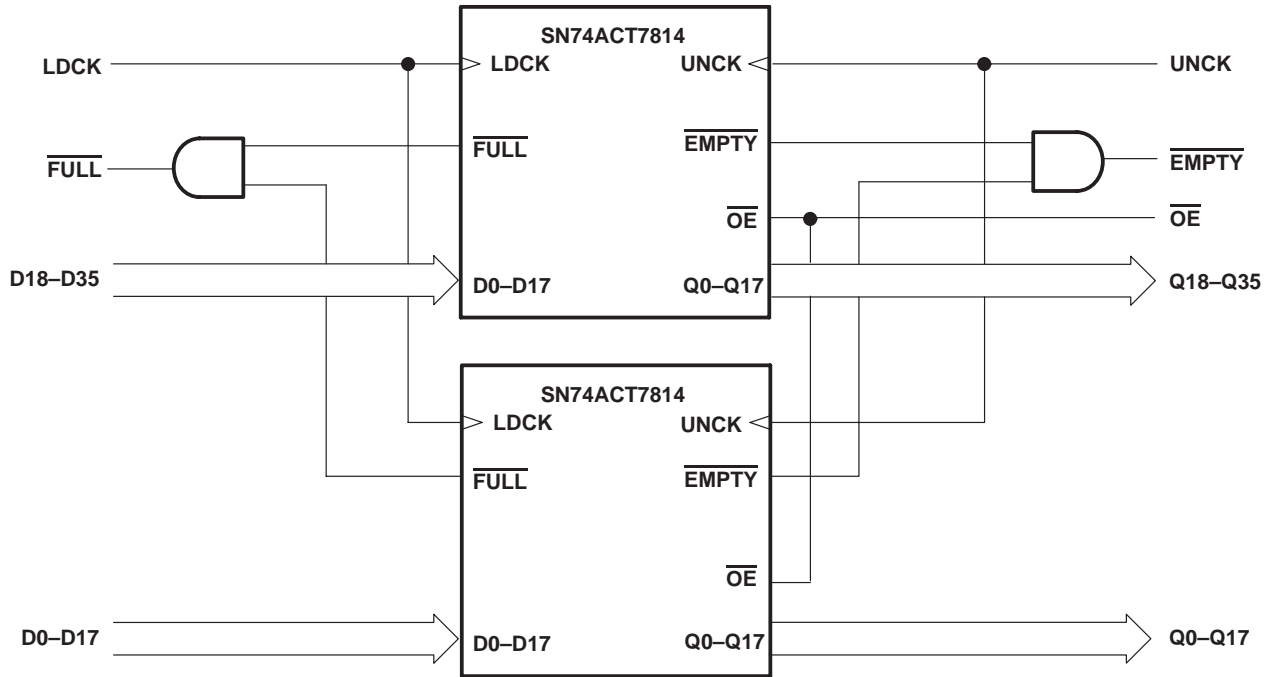 SN74ACT7814
LDCK
LDCK
UNCK
UNCK
FULL
FULL
EMPTY
EMPTY
OE
OE
D18–D35
D0–D17
Q0–Q17
Q18–Q35
SN74ACT7814
LDCK
UNCK
FULL
EMPTY
OE
D0–D17
D0–D17
Q0–Q17
Q0–Q17